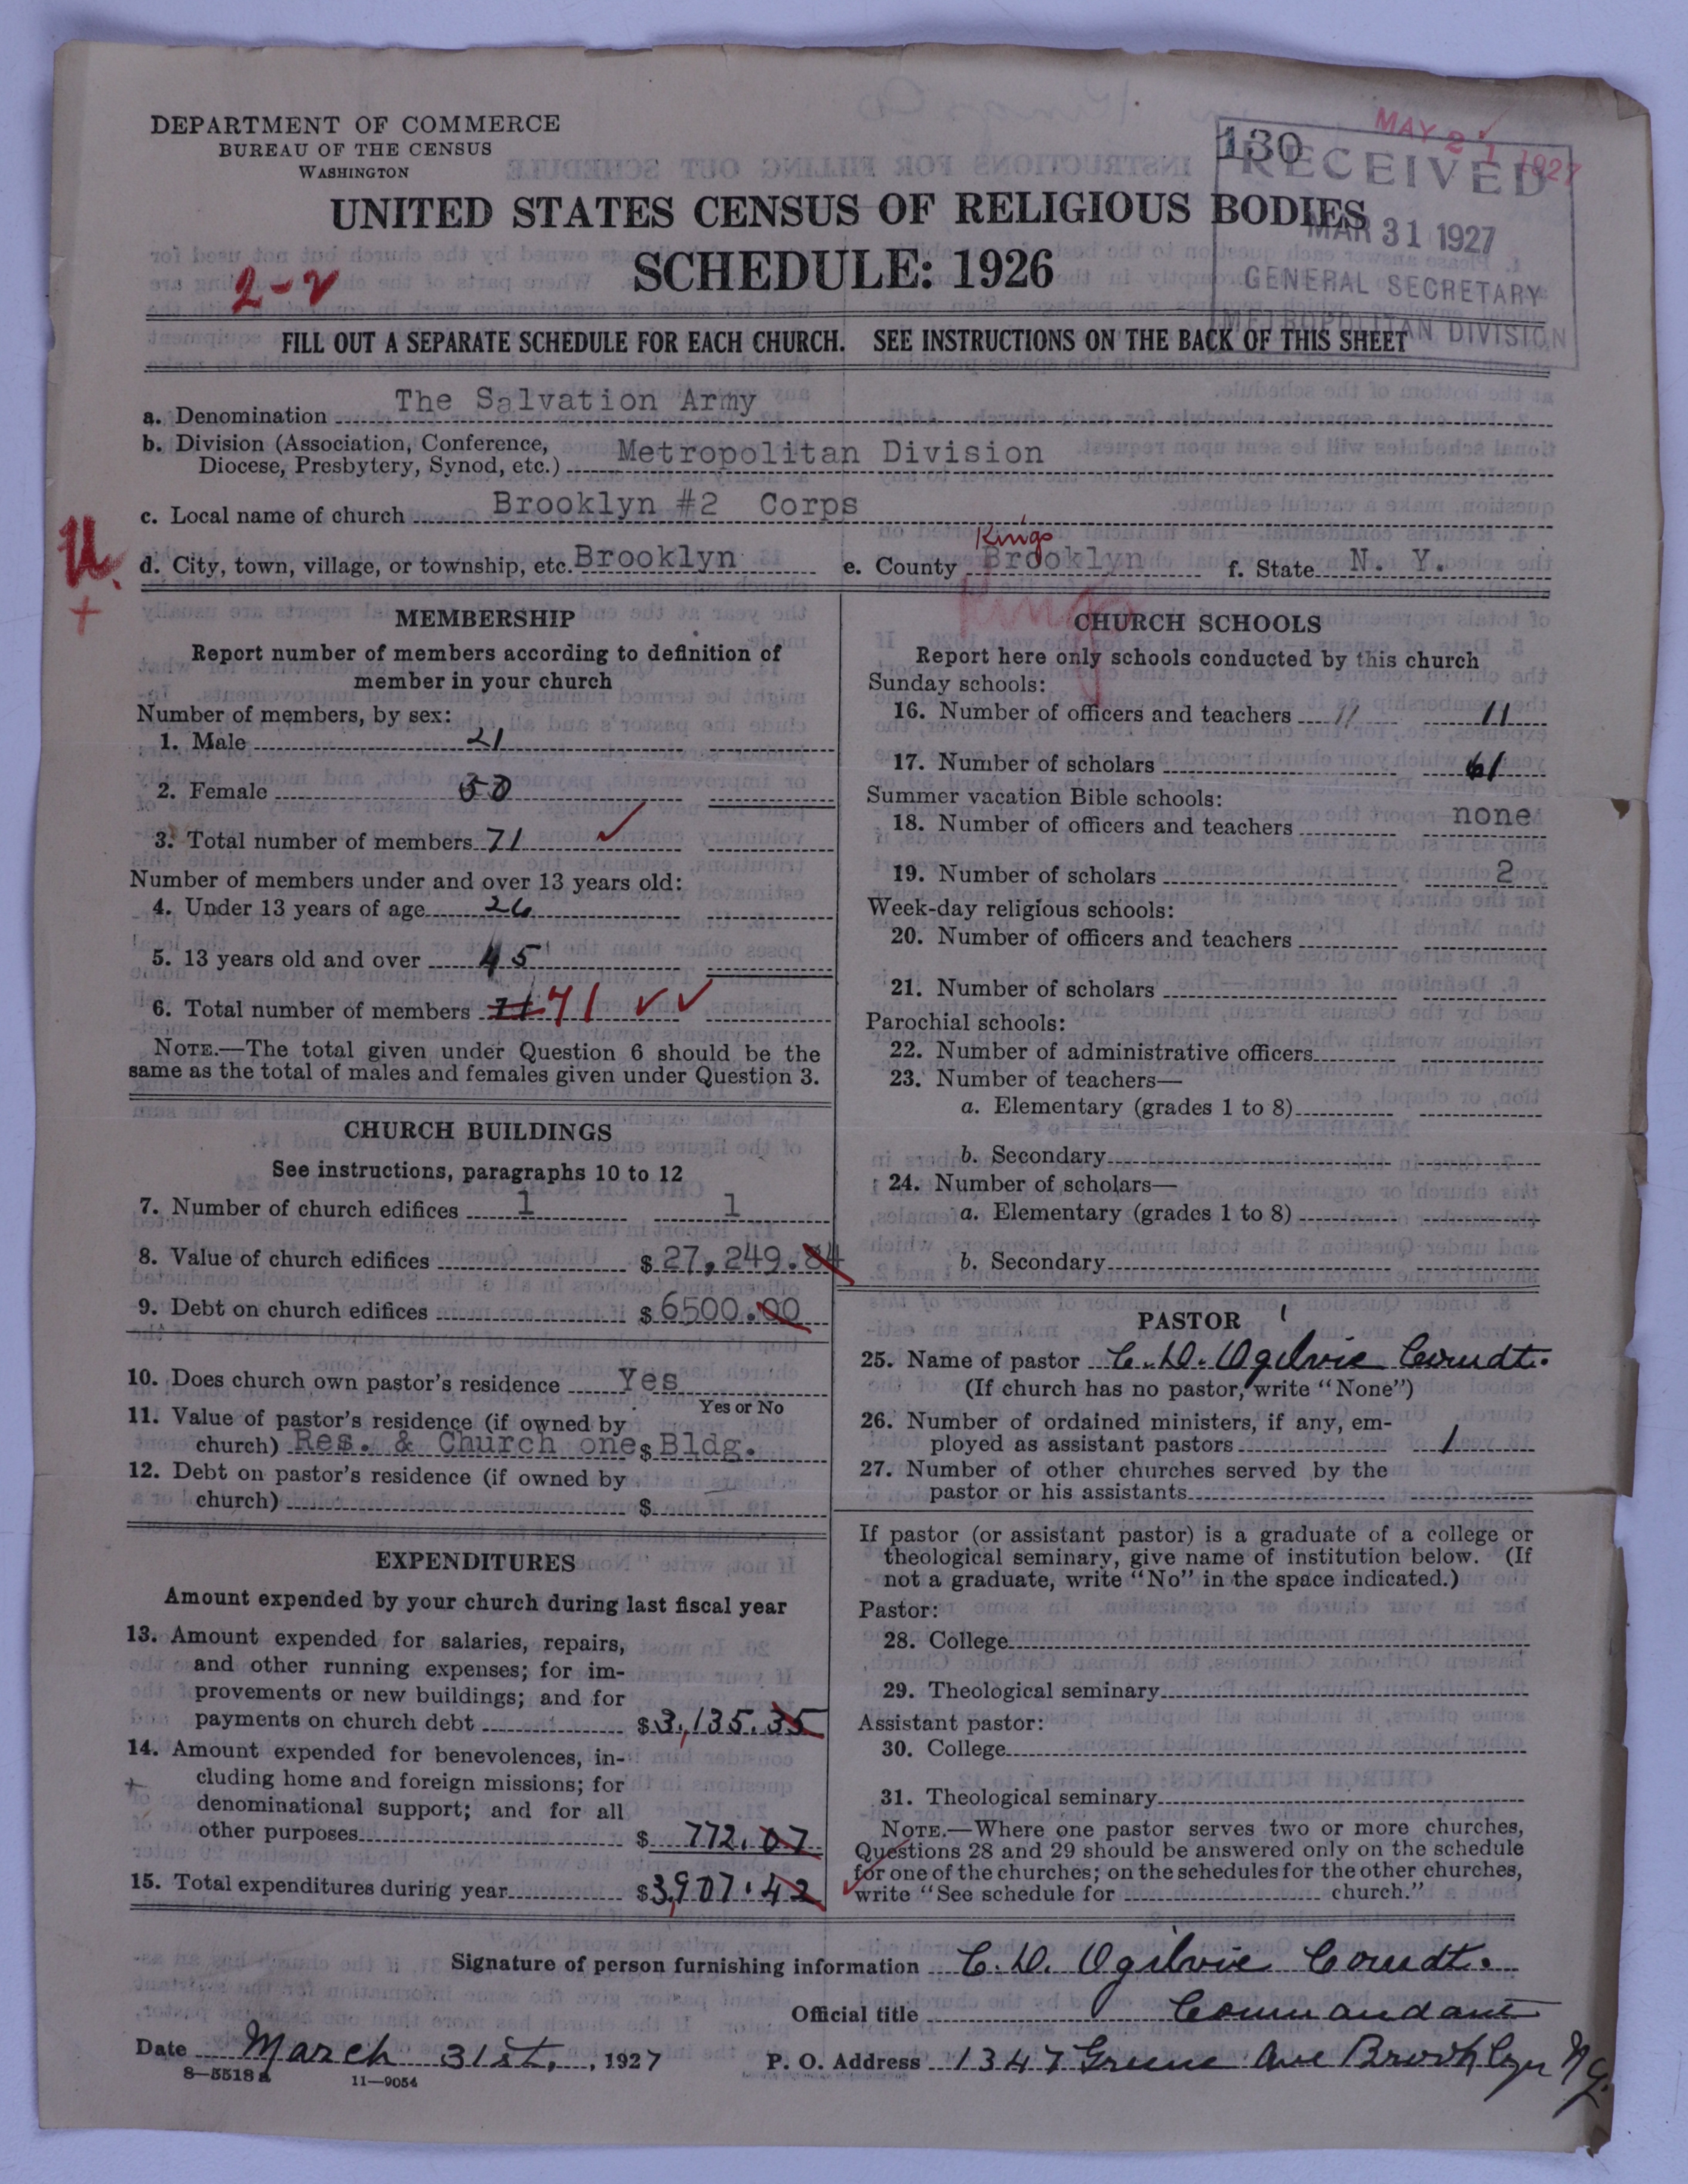 DEPARTMENT OF COMMERCE
BUREAU OF THE CENSUS
WASHINGTON
130
MAY 21 1927
RECEIVED
MAR 31 1927
GENERAL SECRETARY
METROPOLITAN DIVISION
UNITED STATES CENSUS OF RELIGIOUS BODIES
SCHEDULE: 1926
2-2
FILL OUT A SEPARATE SCHEDULE FOR EACH CHURCH. SEE INSTRUCTIONS ON THE BACK OF THIS SHEET
a. Denomination The Salvation Army
b. Division (Association, Conference,
Diocese, Presbytery, Synod, etc.) Metropolitan Division
c. Local name of church Brooklyn #2 Corps
Kings
d. City, town, village, or township, etc. Brooklyn e. County Brooklyn f. State N. Y.
Kings
MEMBERSHIP
Report number of members according to definition of
member in your church
Number of members, by sex:
1. Male 21
2. Female 50
3. Total number of members 71
Number of members under and over 13 years old:
4. Under 13 years of age 26
5. 13 years old and over 45
6. Total number of members 71 71
NOTE.—The total given under Question 6 should be the
same as the total of males and females given under Question 3.
CHURCH BUILDINGS
See instructions, paragraphs 10 to 12
7. Number of church edifices 1 1
8. Value of church edifices $ 27,249.84
9. Debt on church edifices $ 6500.00
10. Does church own pastor's residence Yes
Yes or No
11. Value of pastor's residence (if owned by
church) Res. & Church one $ Bldg.
12. Debt on pastor's residence (if owned by
church) $
EXPENDITURES
Amount expended by your church during last fiscal year
13. Amount expended for salaries, repairs,
and other running expenses; for im-
provements or new buildings; and for
payments on church debt $ 3,135.35
14. Amount expended for benevolences, in-
cluding home and foreign missions; for
denominational support; and for all
other purposes $ 772.07
15. Total expenditures during year $ 3,907.42
CHURCH SCHOOLS
Report here only schools conducted by this church
Sunday schools:
16. Number of officers and teachers 11 11
17. Number of scholars 61
Summer vacation Bible schools:
18. Number of officers and teachers none
19. Number of scholars 2
Week-day religious schools:
20. Number of officers and teachers
21. Number of scholars
Parochial schools:
22. Number of administrative officers
23. Number of teachers—
a. Elementary (grades 1 to 8)
b. Secondary
24. Number of scholars—
a. Elementary (grades 1 to 8)
b. Secondary
PASTOR
25. Name of pastor C. D. Ogilvie Comdt.
(If church has no pastor, write "None")
26. Number of ordained ministers, if any, em-
ployed as assistant pastors 1
27. Number of other churches served by the
pastor or his assistants
If pastor (or assistant pastor) is a graduate of a college or
theological seminary, give name of institution below. (If
not a graduate, write "No" in the space indicated.)
Pastor:
28. College
29. Theological seminary
Assistant pastor:
30. College
31. Theological seminary
NOTE.—Where one pastor serves two or more churches,
Questions 28 and 29 should be answered only on the schedule
for one of the churches; on the schedules for the other churches,
write "See schedule for church."
Signature of person furnishing information C. D. Ogilvie Comdt.
Official title Commandant
Date March 31st, 1927 P. O. Address 1347 Greene Ave Brooklyn N.Y.
8—5518 a 11—9054